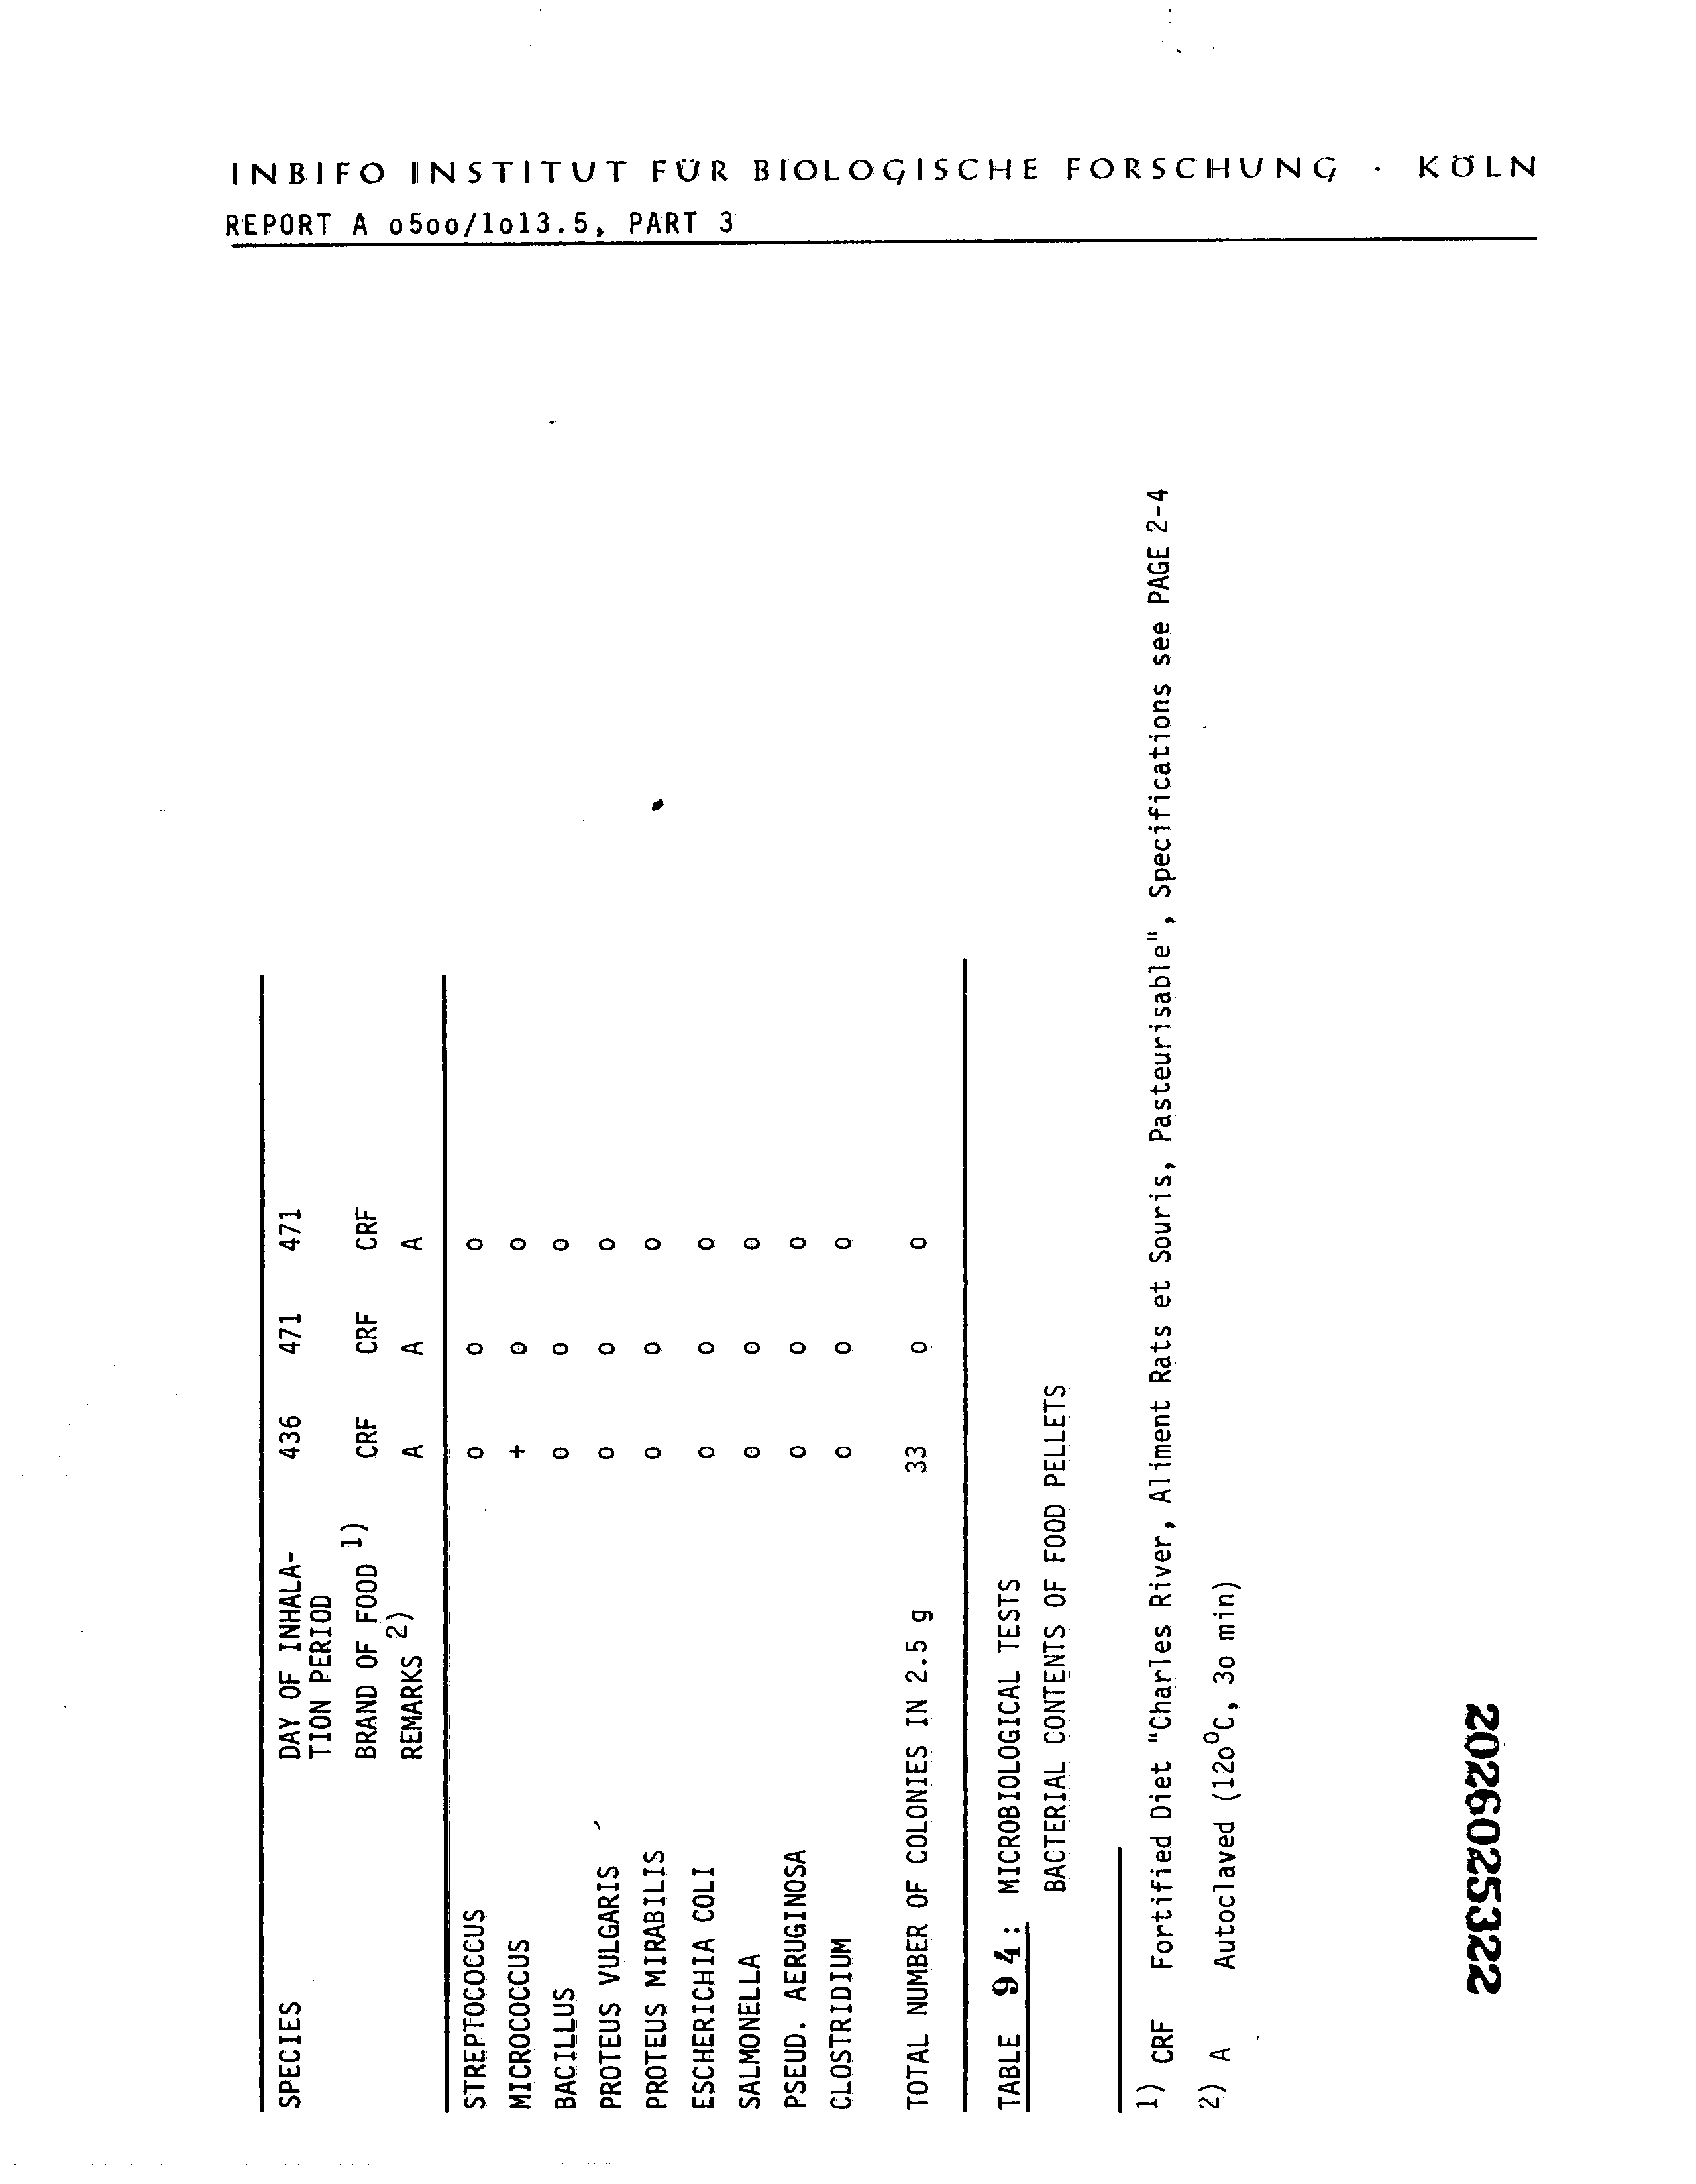 INBIFO INSTITUT FÜR BIOLOGISCHE FORSCHUNG · KÖLN
REPORT A o5oo/1o13.5, PART 3
SPECIES DAY OF INHALA- 436 471 471
TION PERIOD
BRAND OF FOOD 1) CRF CRF CRF
REMARKS 2) A A A
STREPTOCOCCUS o o o
MICROCOCCUS + o o
BACILLUS o o o
PROTEUS VULGARIS o o o
PROTEUS MIRABILIS o o o
ESCHERICHIA COLI o o o
SALMONELLA o o o
PSEUD. AERUGINOSA o o o
CLOSTRIDIUM o o o
TOTAL NUMBER OF COLONIES IN 2.5 g 33 o o
TABLE 94: MICROBIOLOGICAL TESTS
BACTERIAL CONTENTS OF FOOD PELLETS
1) CRF Fortified Diet "Charles River, Aliment Rats et Souris, Pasteurisable", Specifications see PAGE 2-4
2) A Autoclaved (12o°C, 3o min)
2026025322